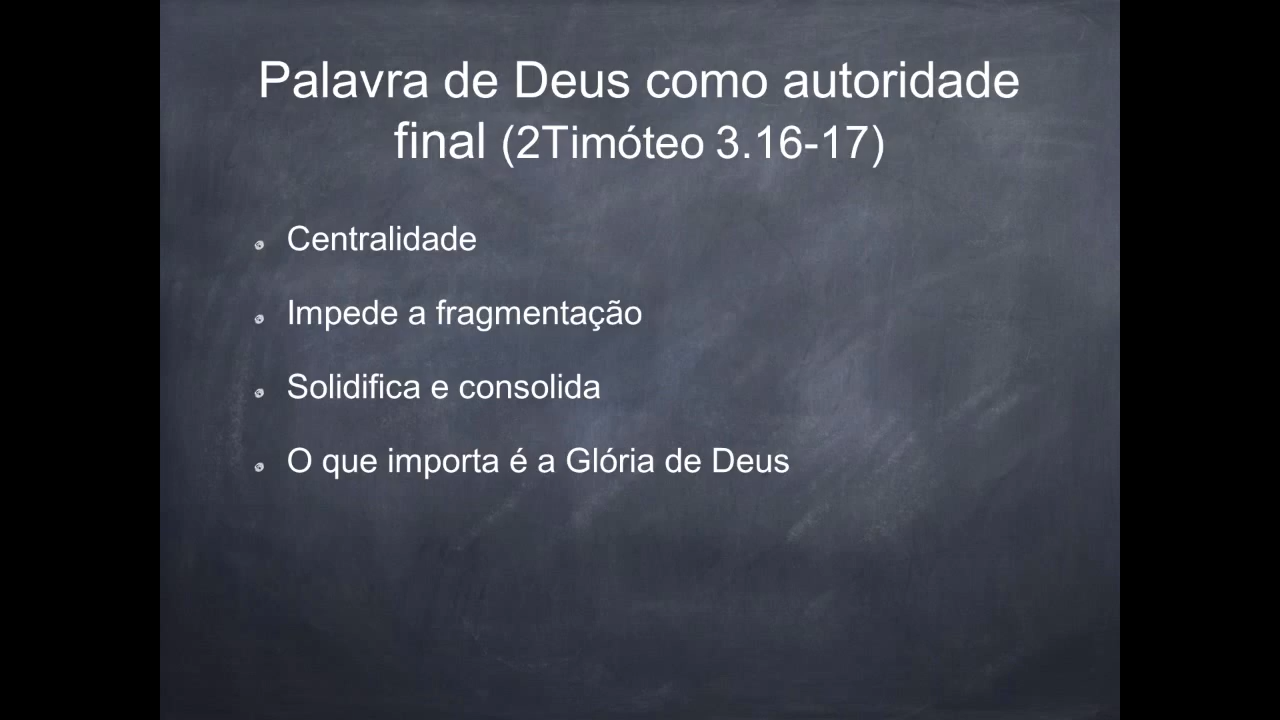 Palavra de Deus como autoridade
final (2Timóteo 3.16-17)
Centralidade
Impede a fragmentação
Solidifica e consolida
O que importa é a Glória de Deus